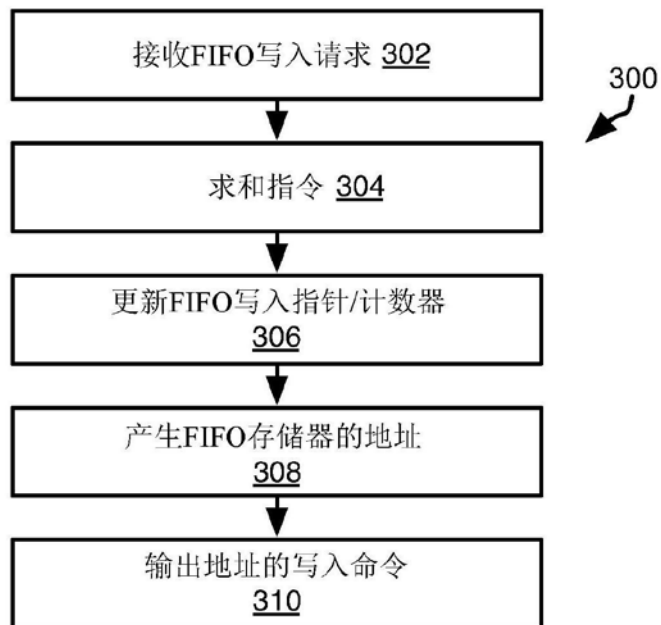 接收FIFO写入请求 302
300
求和指令 304
更新FIFO写入指针/计数器
306
产生FIFO存储器的地址
308
输出地址的写入命令
310